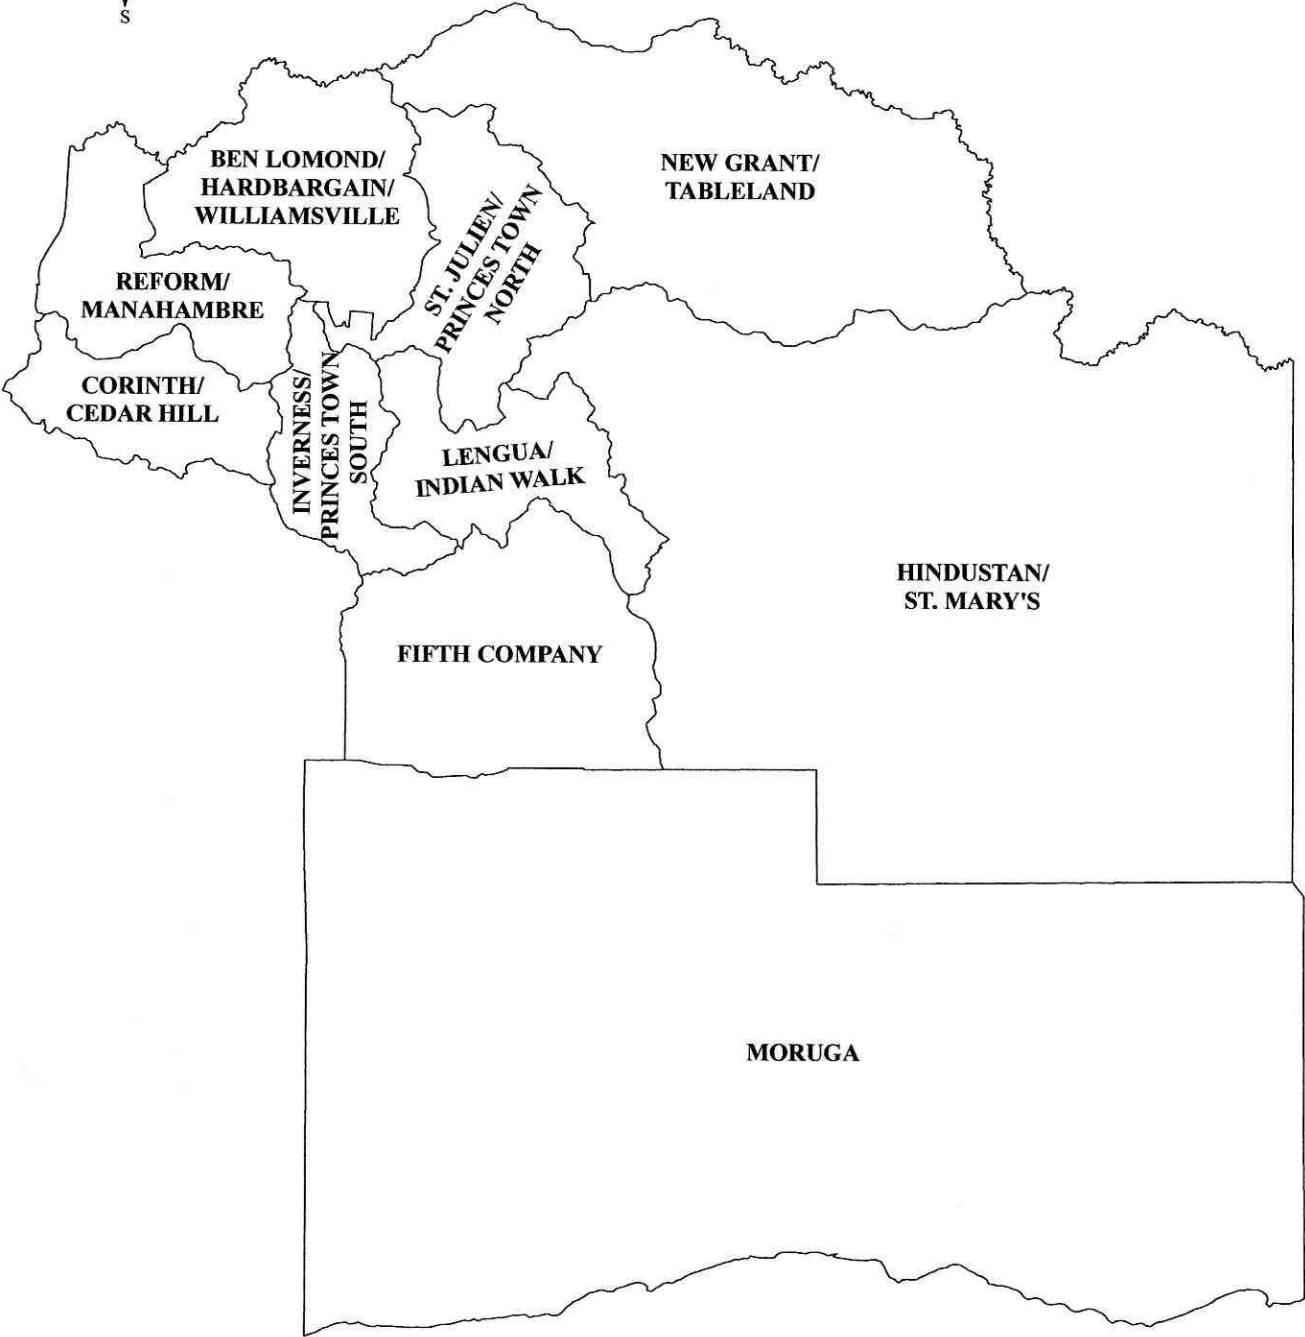 S
BEN LOMOND/
HARDBARGAIN/
WILLIAMSVILLE
NEW GRANT/
TABLELAND
ST. JULIEN/
PRINCES TOWN
NORTH
REFORM/
MANAHAMBRE
CORINTH/
CEDAR HILL
INVERNESS/
PRINCES TOWN
SOUTH
LENGUA/
INDIAN WALK
HINDUSTAN/
ST. MARY'S
FIFTH COMPANY
MORUGA